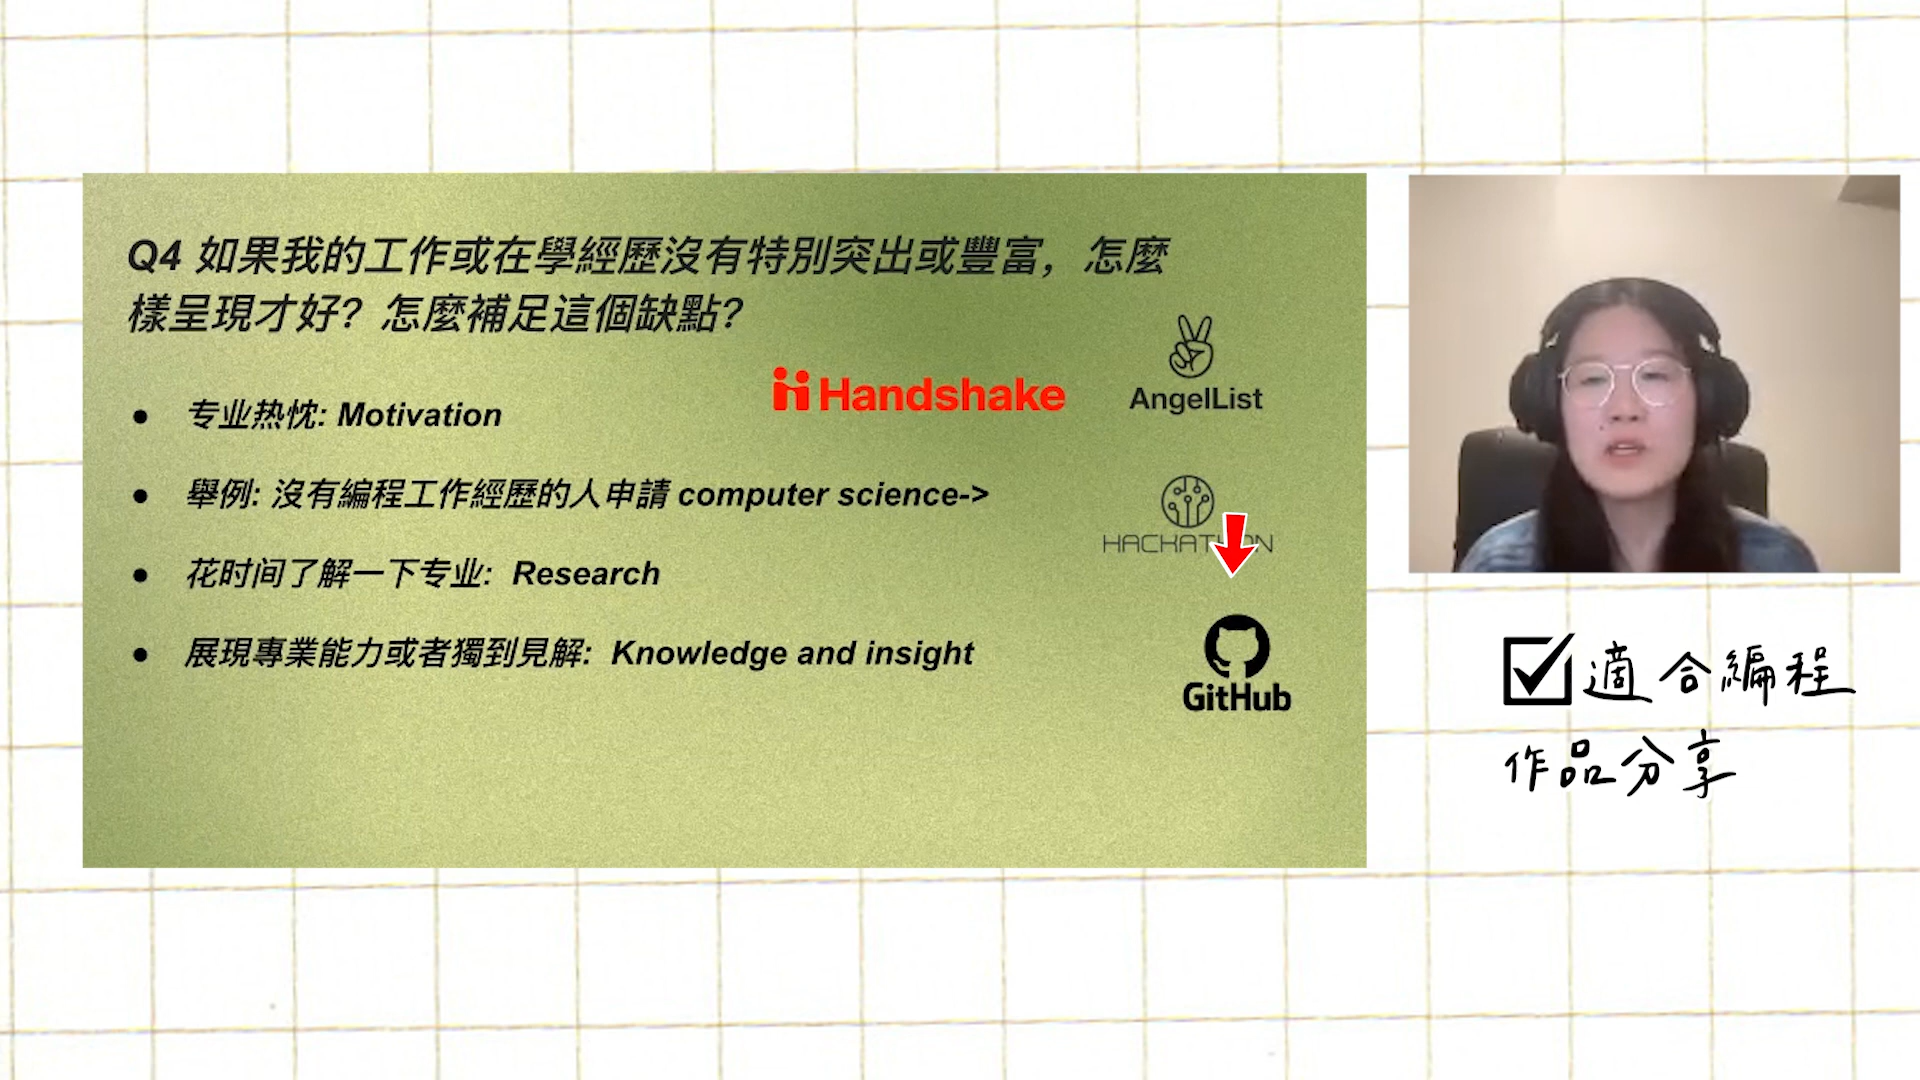 Q4 如果我的工作或在學經歷沒有特別突出或豐富，怎麼
樣呈現才好？怎麼補足這個缺點？
Handshake
AngelList
● 专业热忱: Motivation
● 舉例: 沒有編程工作經歷的人申請 computer science->
HACKATHON
● 花时间了解一下专业: Research
● 展現專業能力或者獨到見解: Knowledge and insight
GitHub
適合編程
作品分享